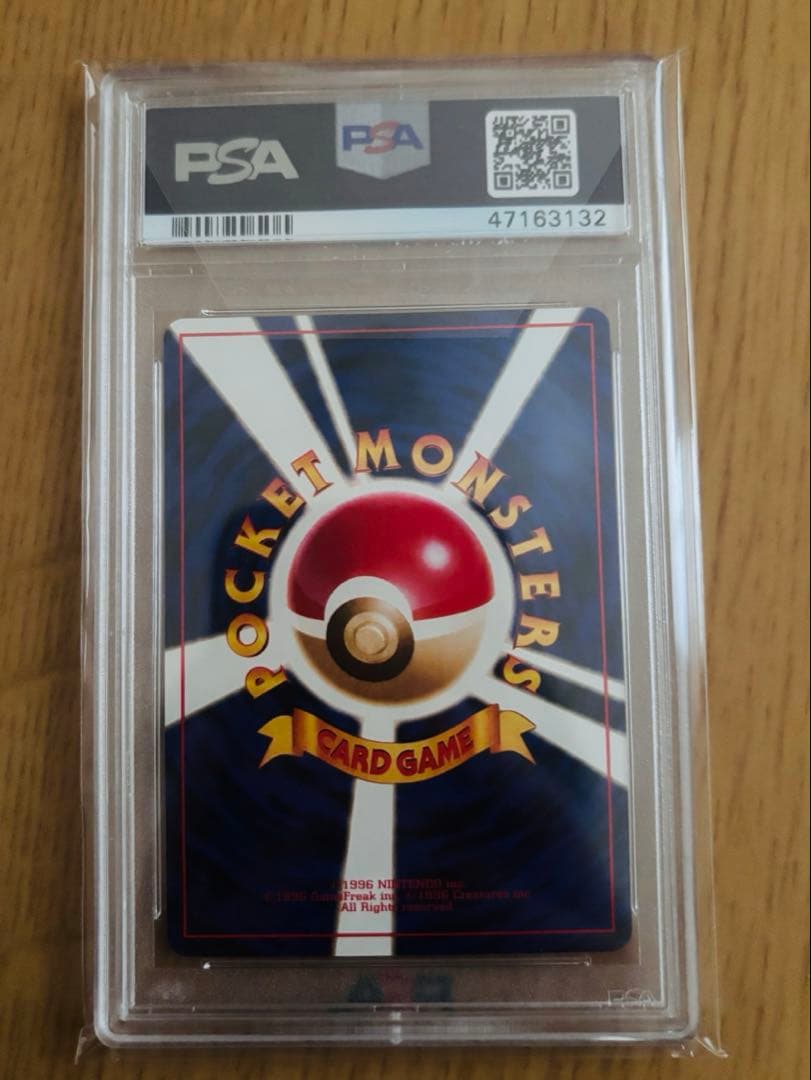 PSA
PSA
47163132
POCKET MONSTERS
CARD GAME
©1996 NINTENDO inc.
©1996 GameFreak inc. ©1996 Creatures inc.
All Rights reserved
PSA